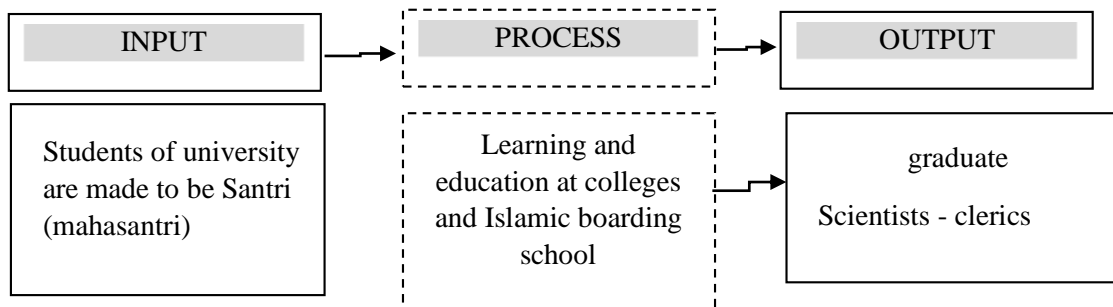 INPUT
PROCESS
OUTPUT
Students of university
are made to be Santri
(mahasantri)
Learning and
education at colleges
and Islamic boarding
school
graduate
Scientists - clerics